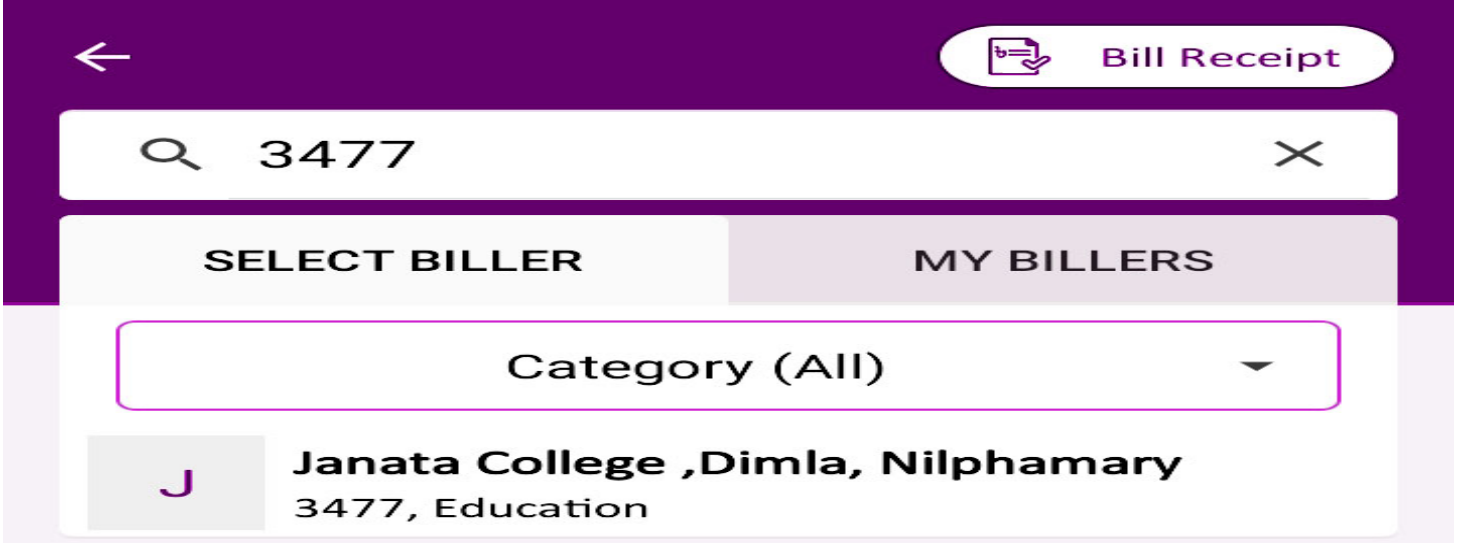 Bill Receipt
3477
SELECT BILLER
MY BILLERS
Category (All)
J
Janata College ,Dimla, Nilphamary
3477, Education